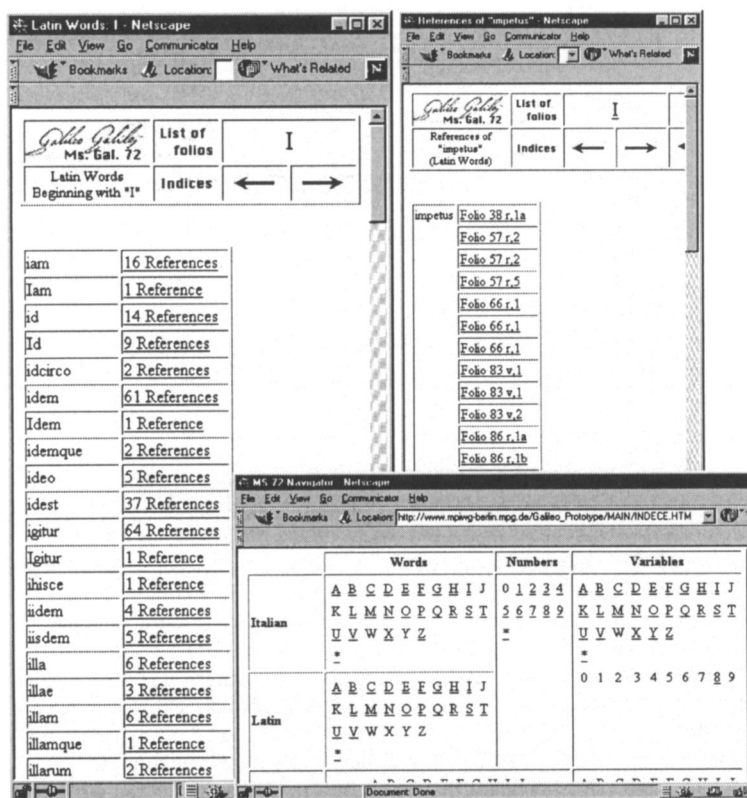 Latin Words: I - Netscape
File Edit View Go Communicator Help
Bookmarks Location: What's Related N
Galileo Galilei
Ms. Gal. 72
List of folios
I
Latin Words Beginning with "I"
Indices
iam 16 References
Iam 1 Reference
id 14 References
Id 9 References
idcirco 2 References
idem 61 References
Idem 1 Reference
idemque 2 References
ideo 5 References
idest 37 References
igitur 64 References
Igitur 1 Reference
ihisce 1 Reference
iidem 4 References
iisdem 5 References
illa 6 References
illae 3 References
illam 6 References
illamque 1 Reference
illarum 2 References
References of "impetus" - Netscape
File Edit View Go Communicator Help
Bookmarks Location: What's Related N
Galileo Galilei
Ms. Gal. 72
List of folios
I
References of "impetus" (Latin Words)
Indices
impetus Folio 38 r,1a
Folio 57 r,2
Folio 57 r,2
Folio 57 r,5
Folio 66 r,1
Folio 66 r,1
Folio 66 r,1
Folio 83 v,1
Folio 83 v,1
Folio 83 v,2
Folio 86 r,1a
Folio 86 r,1b
MS 72 Navigator - Netscape
File Edit View Go Communicator Help
Bookmarks Location: http://www.mpiwg-berlin.mpg.de/Galileo_Prototype/MAIN/INDECE.HTM
Words Numbers Variables
Italian
A B C D E F G H I J
K L M N O P Q R S T
U V W X Y Z
*
0 1 2 3 4
5 6 7 8 9
*
A B C D E F G H I J
K L M N O P Q R S T
U V W X Y Z
*
0 1 2 3 4 5 6 7 8 9
Latin
A B C D E F G H I J
K L M N O P Q R S T
U V W X Y Z
*
Document: Done